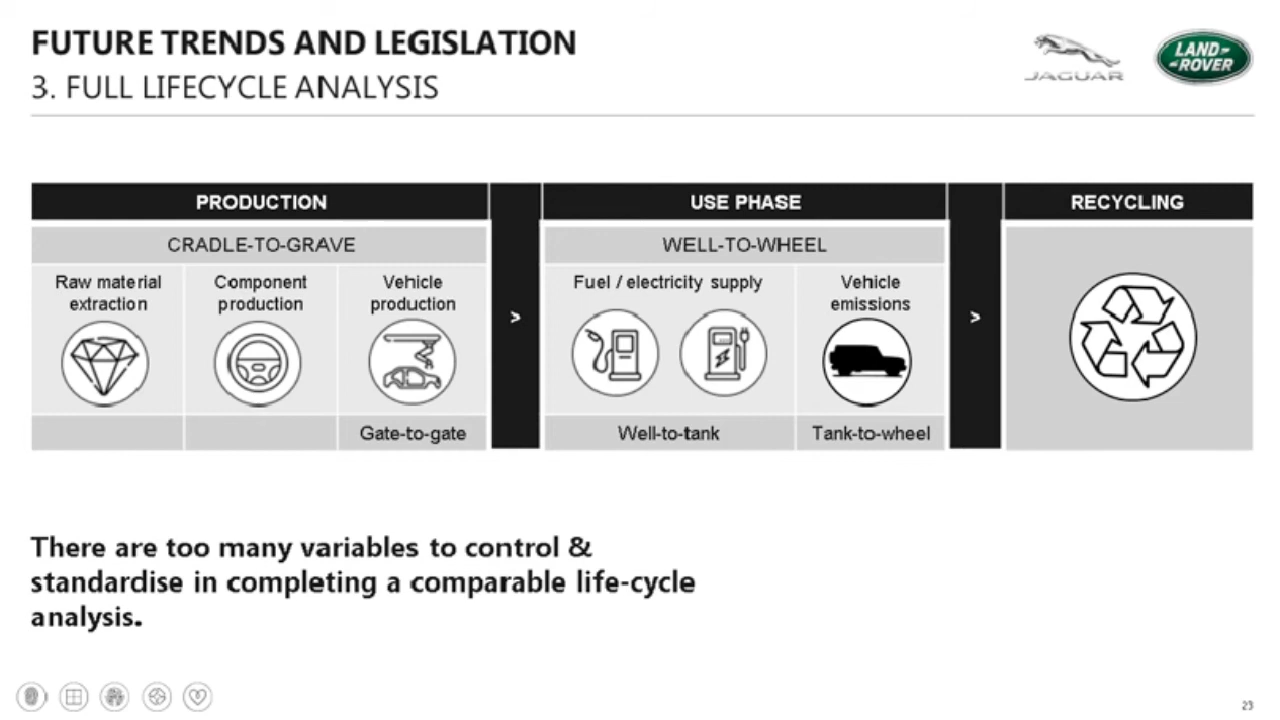 FUTURE TRENDS AND LEGISLATION
3. FULL LIFECYCLE ANALYSIS
JAGUAR
LAND-
-ROVER
PRODUCTION
USE PHASE
RECYCLING
CRADLE-TO-GRAVE
WELL-TO-WHEEL
Raw material
extraction
Component
production
Vehicle
production
>
Fuel / electricity supply
Vehicle
emissions
>
Gate-to-gate
Well-to-tank
Tank-to-wheel
There are too many variables to control &
standardise in completing a comparable life-cycle
analysis.
23